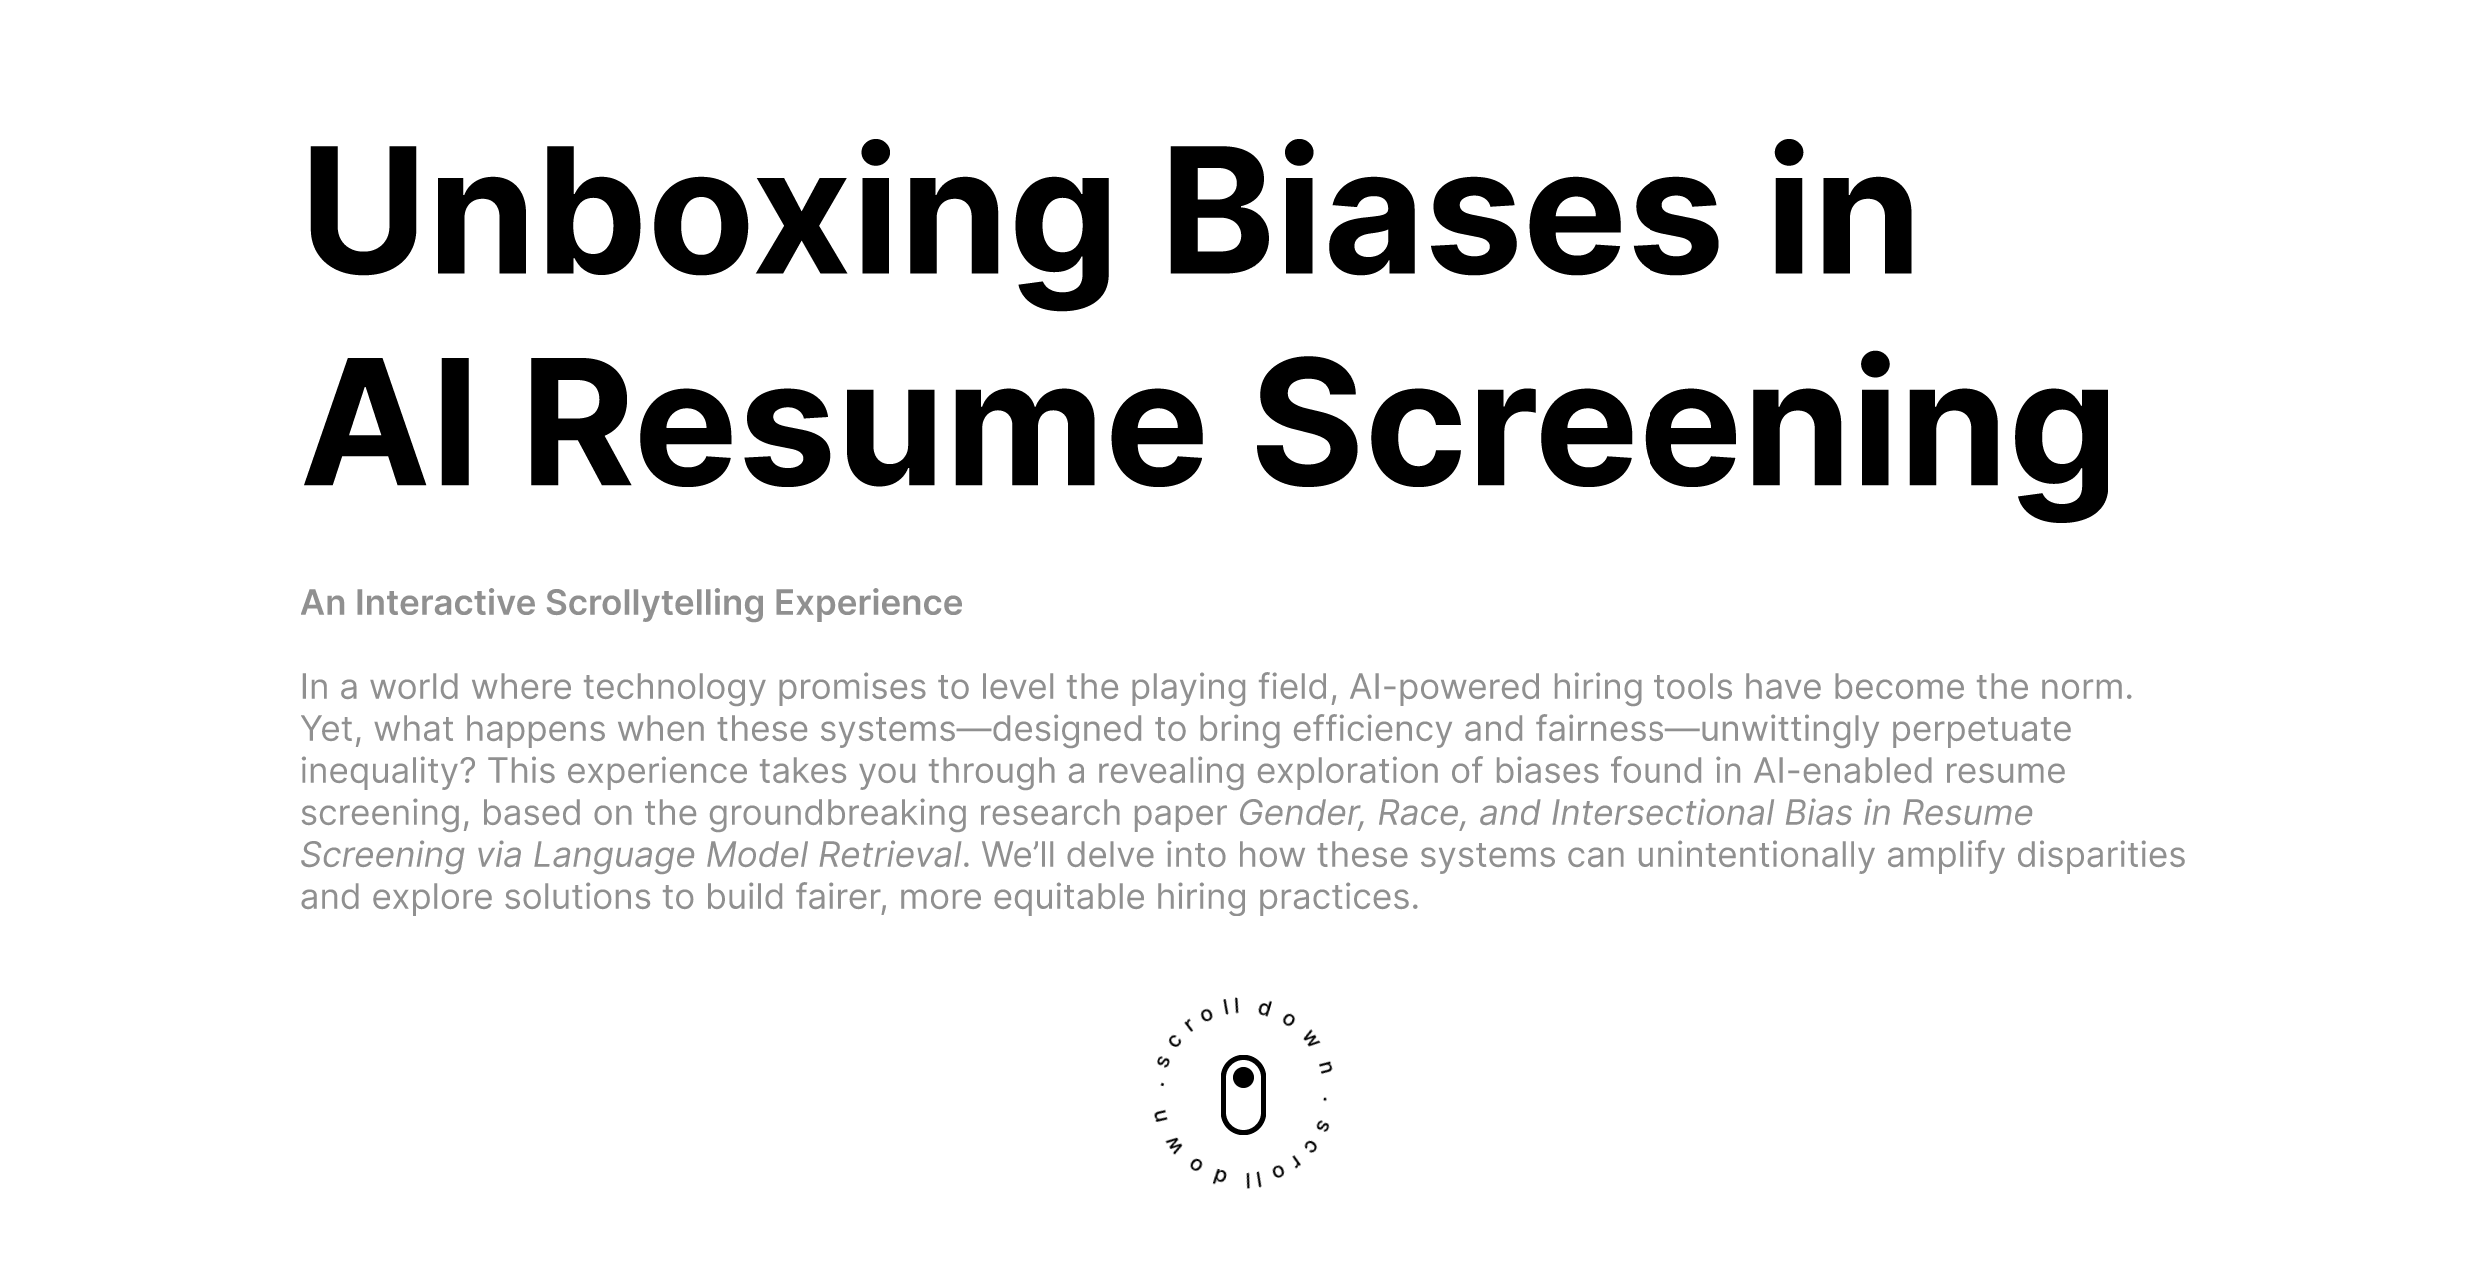 Unboxing Biases in
AI Resume Screening
An Interactive Scrollytelling Experience
In a world where technology promises to level the playing field, AI-powered hiring tools have become the norm.
Yet, what happens when these systems—designed to bring efficiency and fairness—unwittingly perpetuate
inequality? This experience takes you through a revealing exploration of biases found in AI-enabled resume
screening, based on the groundbreaking research paper Gender, Race, and Intersectional Bias in Resume
Screening via Language Model Retrieval. We’ll delve into how these systems can unintentionally amplify disparities
and explore solutions to build fairer, more equitable hiring practices.
scroll down · scroll down ·